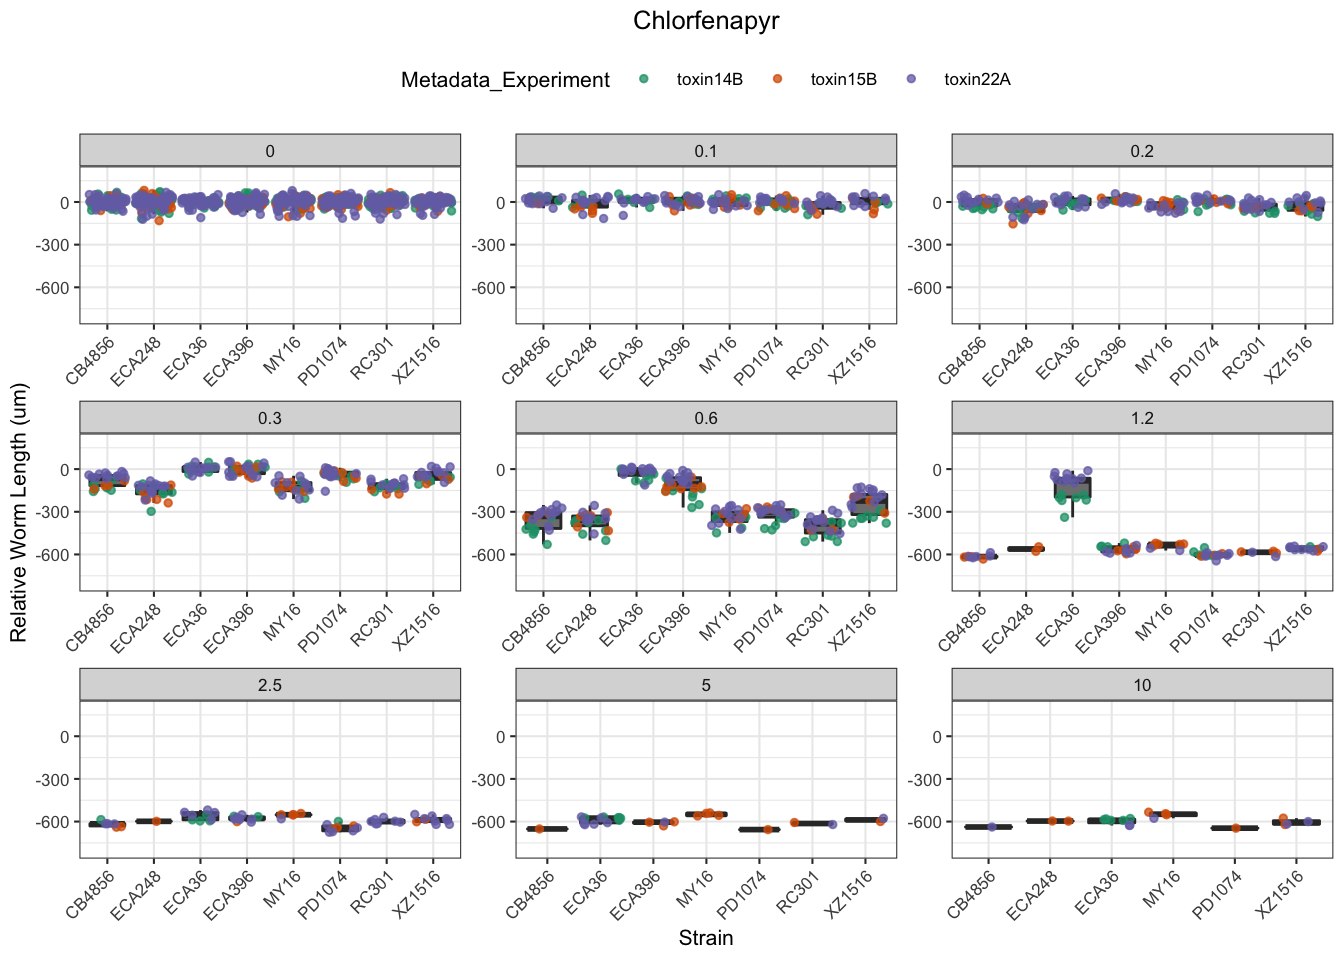 Chlorfenapyr
Metadata_Experiment toxin14B toxin15B toxin22A
0 0.1 0.2
0 0 0
-300 -300 -300
-600 -600 -600
CB4856 ECA248 ECA36 ECA396 MY16 PD1074 RC301 XZ1516 CB4856 ECA248 ECA36 ECA396 MY16 PD1074 RC301 XZ1516 CB4856 ECA248 ECA36 ECA396 MY16 PD1074 RC301 XZ1516
Relative Worm Length (um)
0.3 0.6 1.2
0 0 0
-300 -300 -300
-600 -600 -600
CB4856 ECA248 ECA36 ECA396 MY16 PD1074 RC301 XZ1516 CB4856 ECA248 ECA36 ECA396 MY16 PD1074 RC301 XZ1516 CB4856 ECA248 ECA36 ECA396 MY16 PD1074 RC301 XZ1516
2.5 5 10
0 0 0
-300 -300 -300
-600 -600 -600
CB4856 ECA248 ECA36 ECA396 MY16 PD1074 RC301 XZ1516 CB4856 ECA36 ECA396 MY16 PD1074 RC301 XZ1516 CB4856 ECA248 ECA36 MY16 PD1074 XZ1516
Strain